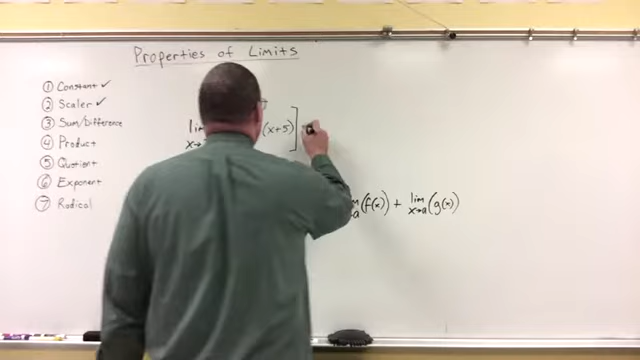 Properties of Limits
① Constant ✓
② Scaler ✓
③ Sum/Difference
④ Product
⑤ Quotient
⑥ Exponent
⑦ Radical
lim (x+5)]
x→
(f(x)) + lim (g(x))
→a x→a